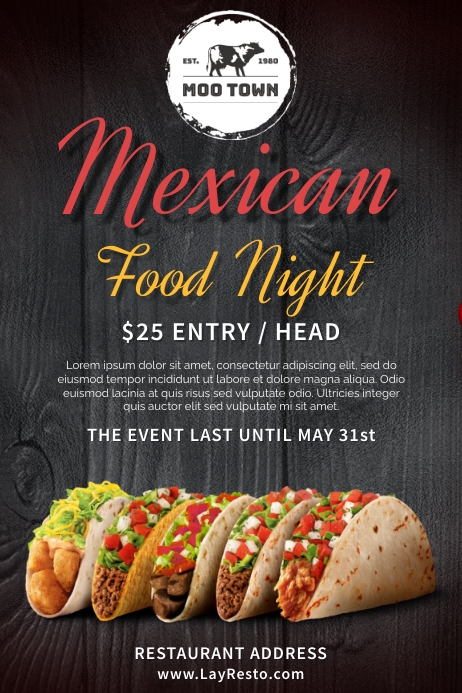 EST. 1980
MOO TOWN
Mexican
Food Night
$25 ENTRY / HEAD
Lorem ipsum dolor sit amet, consectetur adipiscing elit, sed do
eiusmod tempor incididunt ut labore et dolore magna aliqua. Odio
euismod lacinia at quis risus sed vulputate odio. Ultricies integer
quis auctor elit sed vulputate mi sit amet.
THE EVENT LAST UNTIL MAY 31st
RESTAURANT ADDRESS
www.LayResto.com